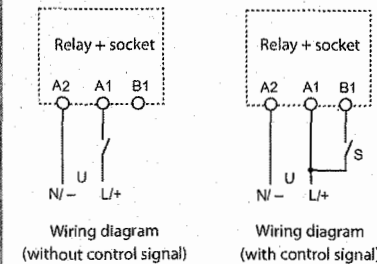 Relay + socket
A2 A1 B1
U
N/– L/+
Wiring diagram
(without control signal)
Relay + socket
A2 A1 B1
S
U
N/– L/+
Wiring diagram
(with control signal)